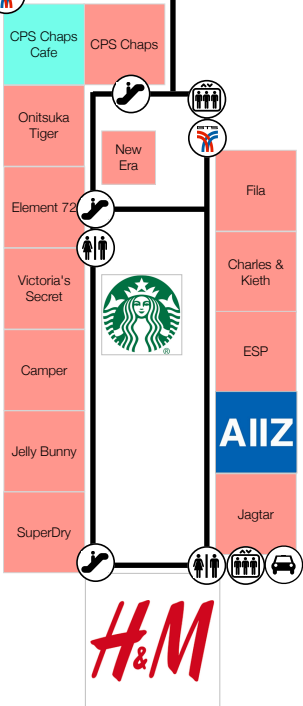 CPS Chaps
Cafe
CPS Chaps
Onitsuka
Tiger
New
Era
BTS
Element 72
Fila
Victoria's
Secret
Charles &
Kieth
®
ESP
Camper
AIIZ
Jelly Bunny
Jagtar
SuperDry
H&M